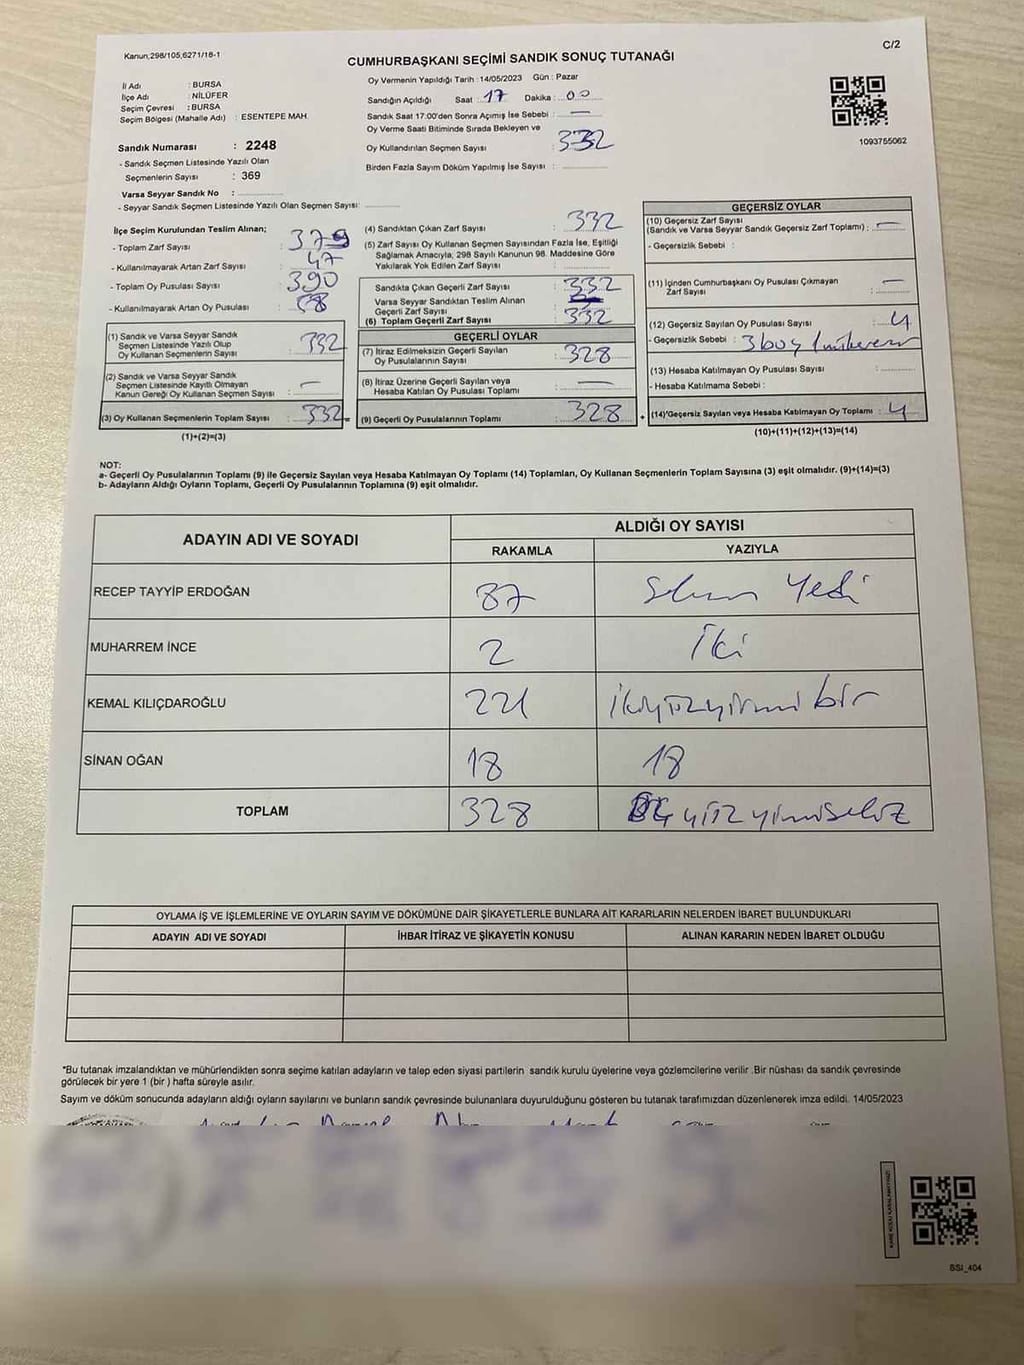 Kanun,298/105,6271/18-1
C/2
CUMHURBAŞKANI SEÇİMİ SANDIK SONUÇ TUTANAĞI
İl Adı : BURSA
İlçe Adı : NİLÜFER
Seçim Çevresi : BURSA
Seçim Bölgesi (Mahalle Adı) : ESENTEPE MAH.
Sandık Numarası : 2248
- Sandık Seçmen Listesinde Yazılı Olan
Seçmenlerin Sayısı : 369
Varsa Seyyar Sandık No :
- Seyyar Sandık Seçmen Listesinde Yazılı Olan Seçmen Sayısı:
Oy Vermenin Yapıldığı Tarih :14/05/2023 Gün : Pazar
Sandığın Açıldığı Saat : 17 Dakika : 00
Sandık Saat 17:00'den Sonra Açımış İse Sebebi : —
Oy Verme Saati Bitiminde Sırada Bekleyen ve
Oy Kullandırılan Seçmen Sayısı : 332
Birden Fazla Sayım Döküm Yapılmış İse Sayısı :
1093755062
İlçe Seçim Kurulundan Teslim Alınan;
- Toplam Zarf Sayısı : 379
- Kullanılmayarak Artan Zarf Sayısı : 47
- Toplam Oy Pusulası Sayısı : 390
- Kullanılmayarak Artan Oy Pusulası : 58
(1) Sandık ve Varsa Seyyar Sandık
Seçmen Listesinde Yazılı Olup
Oy Kullanan Seçmenlerin Sayısı : 332
(2) Sandık ve Varsa Seyyar Sandık
Seçmen Listesinde Kayıtlı Olmayan
Kanun Gereği Oy Kullanan Seçmen Sayısı : —
(3) Oy Kullanan Seçmenlerin Toplam Sayısı : 332 =
(1)+(2)=(3)
(4) Sandıktan Çıkan Zarf Sayısı : 332
(5) Zarf Sayısı Oy Kullanan Seçmen Sayısından Fazla İse, Eşitliği
Sağlamak Amacıyla, 298 Sayılı Kanunun 98. Maddesine Göre
Yakılarak Yok Edilen Zarf Sayısı :
Sandıkta Çıkan Geçerli Zarf Sayısı : 332
Varsa Seyyar Sandıktan Teslim Alınan
Geçerli Zarf Sayısı :
(6) Toplam Geçerli Zarf Sayısı : 332
GEÇERLİ OYLAR
(7) İtiraz Edilmeksizin Geçerli Sayılan
Oy Pusulalarının Sayısı : 328
(8) İtiraz Üzerine Geçerli Sayılan veya
Hesaba Katılan Oy Pusulası Toplamı : —
(9) Geçerli Oy Pusulalarının Toplamı : 328 +
GEÇERSİZ OYLAR
(10) Geçersiz Zarf Sayısı
(Sandık ve Varsa Seyyar Sandık Geçersiz Zarf Toplamı) : —
- Geçersizlik Sebebi :
(11) İçinden Cumhurbaşkanı Oy Pusulası Çıkmayan
Zarf Sayısı : —
(12) Geçersiz Sayılan Oy Pusulası Sayısı : 4
- Geçersizlik Sebebi : 3 boş 1 mükerrer
(13) Hesaba Katılmayan Oy Pusulası Sayısı :
- Hesaba Katılmama Sebebi :
(14)'Geçersiz Sayılan veya Hesaba Katılmayan Oy Toplamı : 4
(10)+(11)+(12)+(13)=(14)
NOT:
a- Geçerli Oy Pusulalarının Toplamı (9) ile Geçersiz Sayılan veya Hesaba Katılmayan Oy Toplamı (14) Toplamları, Oy Kullanan Seçmenlerin Toplam Sayısına (3) eşit olmalıdır. (9)+(14)=(3)
b- Adayların Aldığı Oyların Toplamı, Geçerli Oy Pusulalarının Toplamına (9) eşit olmalıdır.
ADAYIN ADI VE SOYADI
ALDIĞI OY SAYISI
RAKAMLA YAZIYLA
RECEP TAYYİP ERDOĞAN 87 Seksen Yedi
MUHARREM İNCE 2 İki
KEMAL KILIÇDAROĞLU 221 ikiyüzyirmi bir
SİNAN OĞAN 18 18
TOPLAM 328 yüzyirmisekiz
OYLAMA İŞ VE İŞLEMLERİNE VE OYLARIN SAYIM VE DÖKÜMÜNE DAİR ŞİKAYETLERLE BUNLARA AİT KARARLARIN NELERDEN İBARET BULUNDUKLARI
ADAYIN ADI VE SOYADI İHBAR İTİRAZ VE ŞİKAYETİN KONUSU ALINAN KARARIN NEDEN İBARET OLDUĞU
*Bu tutanak imzalandıktan ve mühürlendikten sonra seçime katılan adayların ve talep eden siyasi partilerin sandık kurulu üyelerine veya gözlemcilerine verilir .Bir nüshası da sandık çevresinde
görülecek bir yere 1 (bir ) hafta süreyle asılır.
Sayım ve döküm sonucunda adayların aldığı oyların sayılarını ve bunların sandık çevresinde bulunanlara duyurulduğunu gösteren bu tutanak tarafımızdan düzenlenerek imza edildi. 14/05/2023
BSI_404